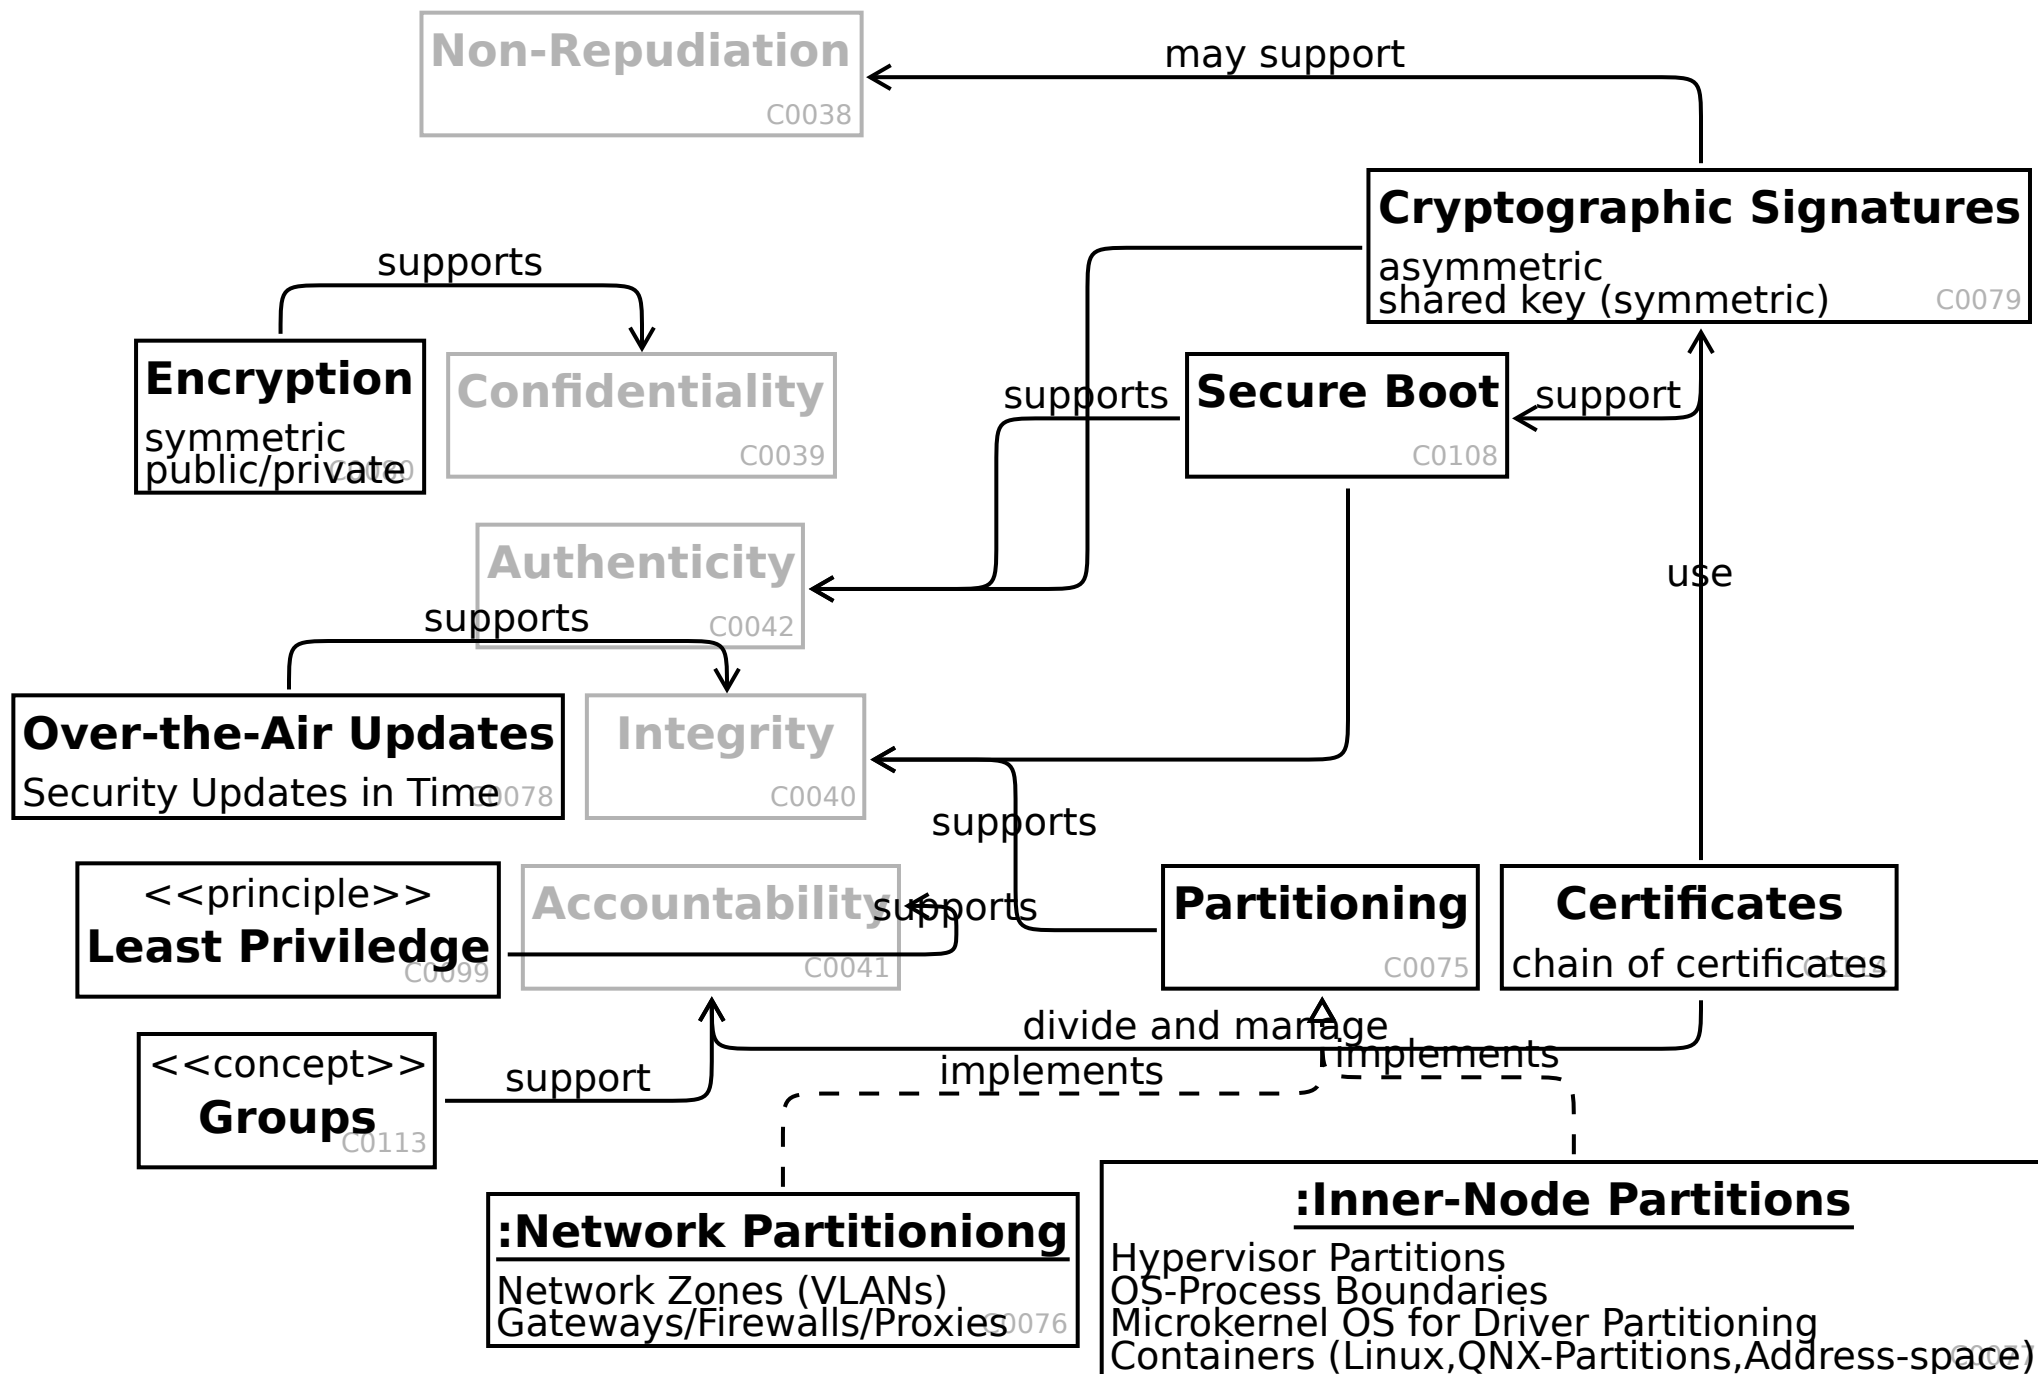 Non-Repudiation
C0038
may support
Cryptographic Signatures
asymmetric
shared key (symmetric)
C0079
supports
Encryption
symmetric
public/private
C0080
Confidentiality
C0039
supports
Secure Boot
C0108
support
Authenticity
C0042
use
supports
Over-the-Air Updates
Security Updates in Time
C0078
Integrity
C0040
supports
<<principle>>
Least Priviledge
C0099
Accountability
C0041
supports
Partitioning
C0075
Certificates
chain of certificates
divide and manage
implements
implements
<<concept>>
Groups
C0113
support
:Network Partitioniong
Network Zones (VLANs)
Gateways/Firewalls/Proxies
C0076
:Inner-Node Partitions
Hypervisor Partitions
OS-Process Boundaries
Microkernel OS for Driver Partitioning
Containers (Linux,QNX-Partitions,Address-space)
C0077